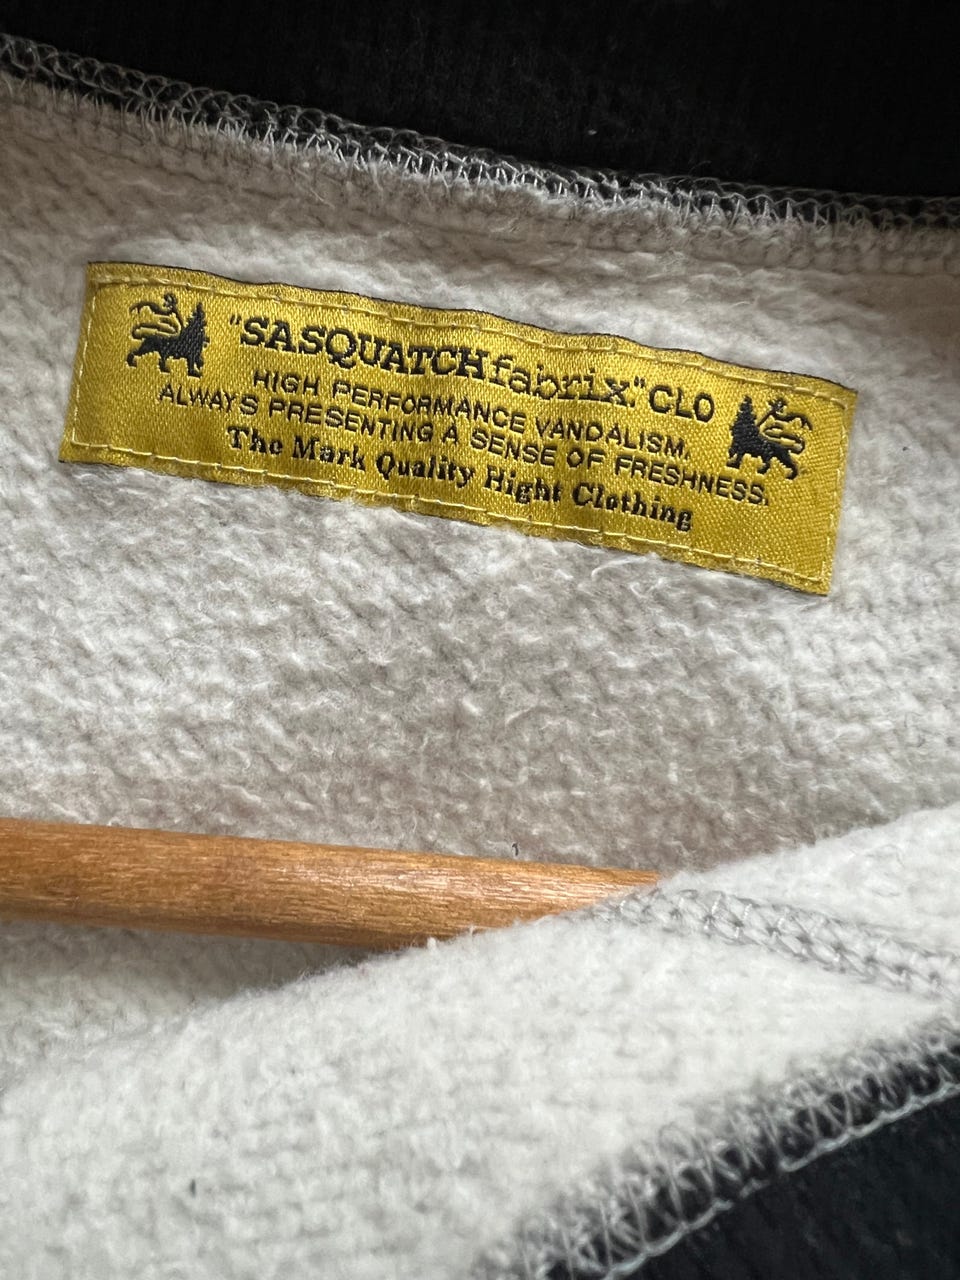 "SASQUATCHfabrix." CLO
HIGH PERFORMANCE VANDALISM.
ALWAYS PRESENTING A SENSE OF FRESHNESS.
The Mark Quality Hight Clothing